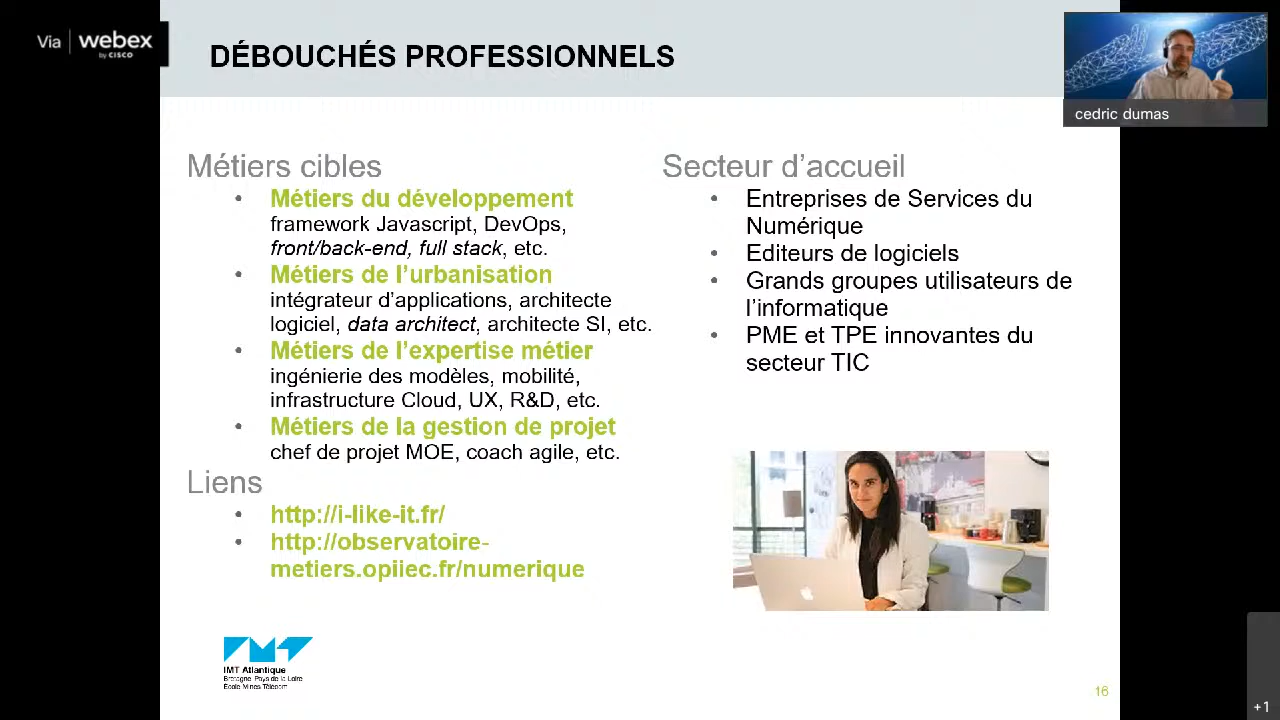 Via webex
by CISCO
DÉBOUCHÉS PROFESSIONNELS
cedric dumas
Métiers cibles
• Métiers du développement
framework Javascript, DevOps,
front/back-end, full stack, etc.
• Métiers de l’urbanisation
intégrateur d’applications, architecte
logiciel, data architect, architecte SI, etc.
• Métiers de l’expertise métier
ingénierie des modèles, mobilité,
infrastructure Cloud, UX, R&D, etc.
• Métiers de la gestion de projet
chef de projet MOE, coach agile, etc.
Liens
• http://i-like-it.fr/
• http://observatoire-
metiers.opiiec.fr/numerique
Secteur d’accueil
• Entreprises de Services du
Numérique
• Editeurs de logiciels
• Grands groupes utilisateurs de
l’informatique
• PME et TPE innovantes du
secteur TIC
IMT Atlantique
Bretagne-Pays de la Loire
École Mines-Télécom
16
+1